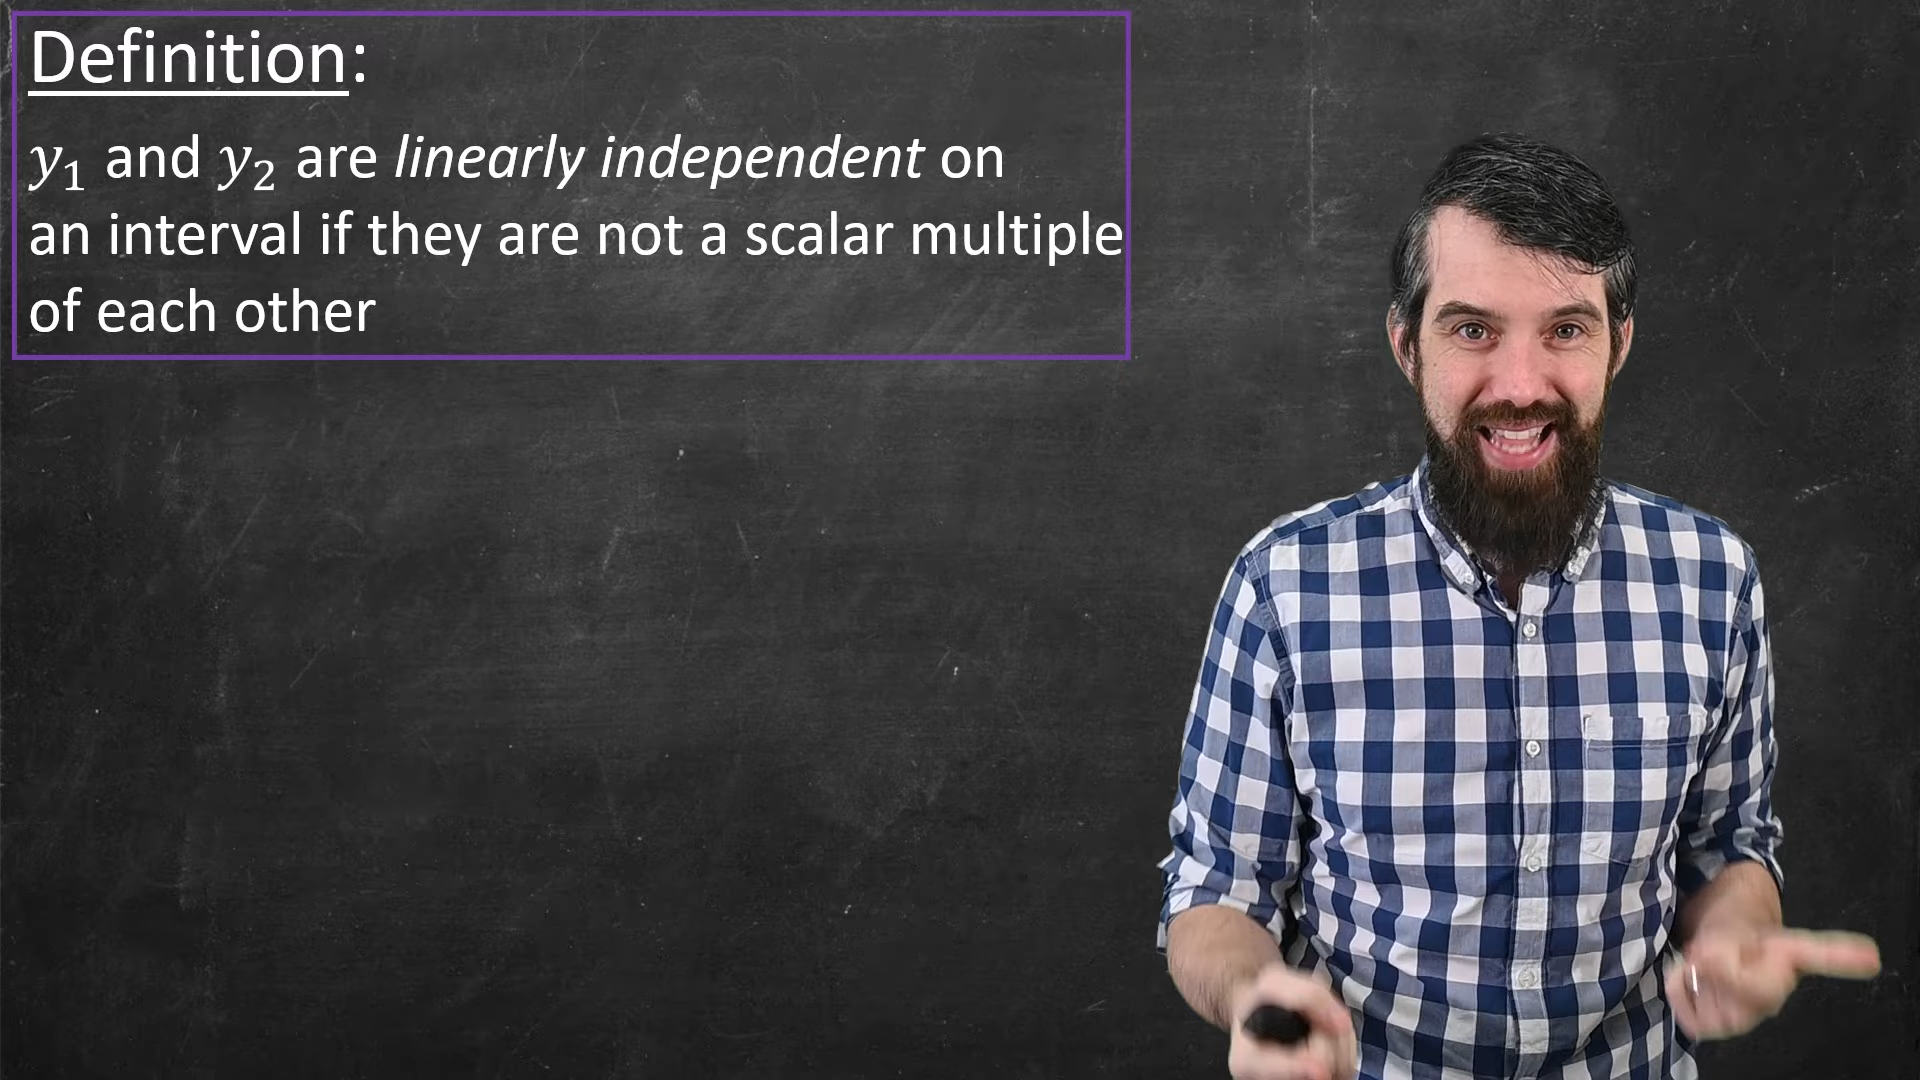 Definition:
y₁ and y₂ are linearly independent on
an interval if they are not a scalar multiple
of each other